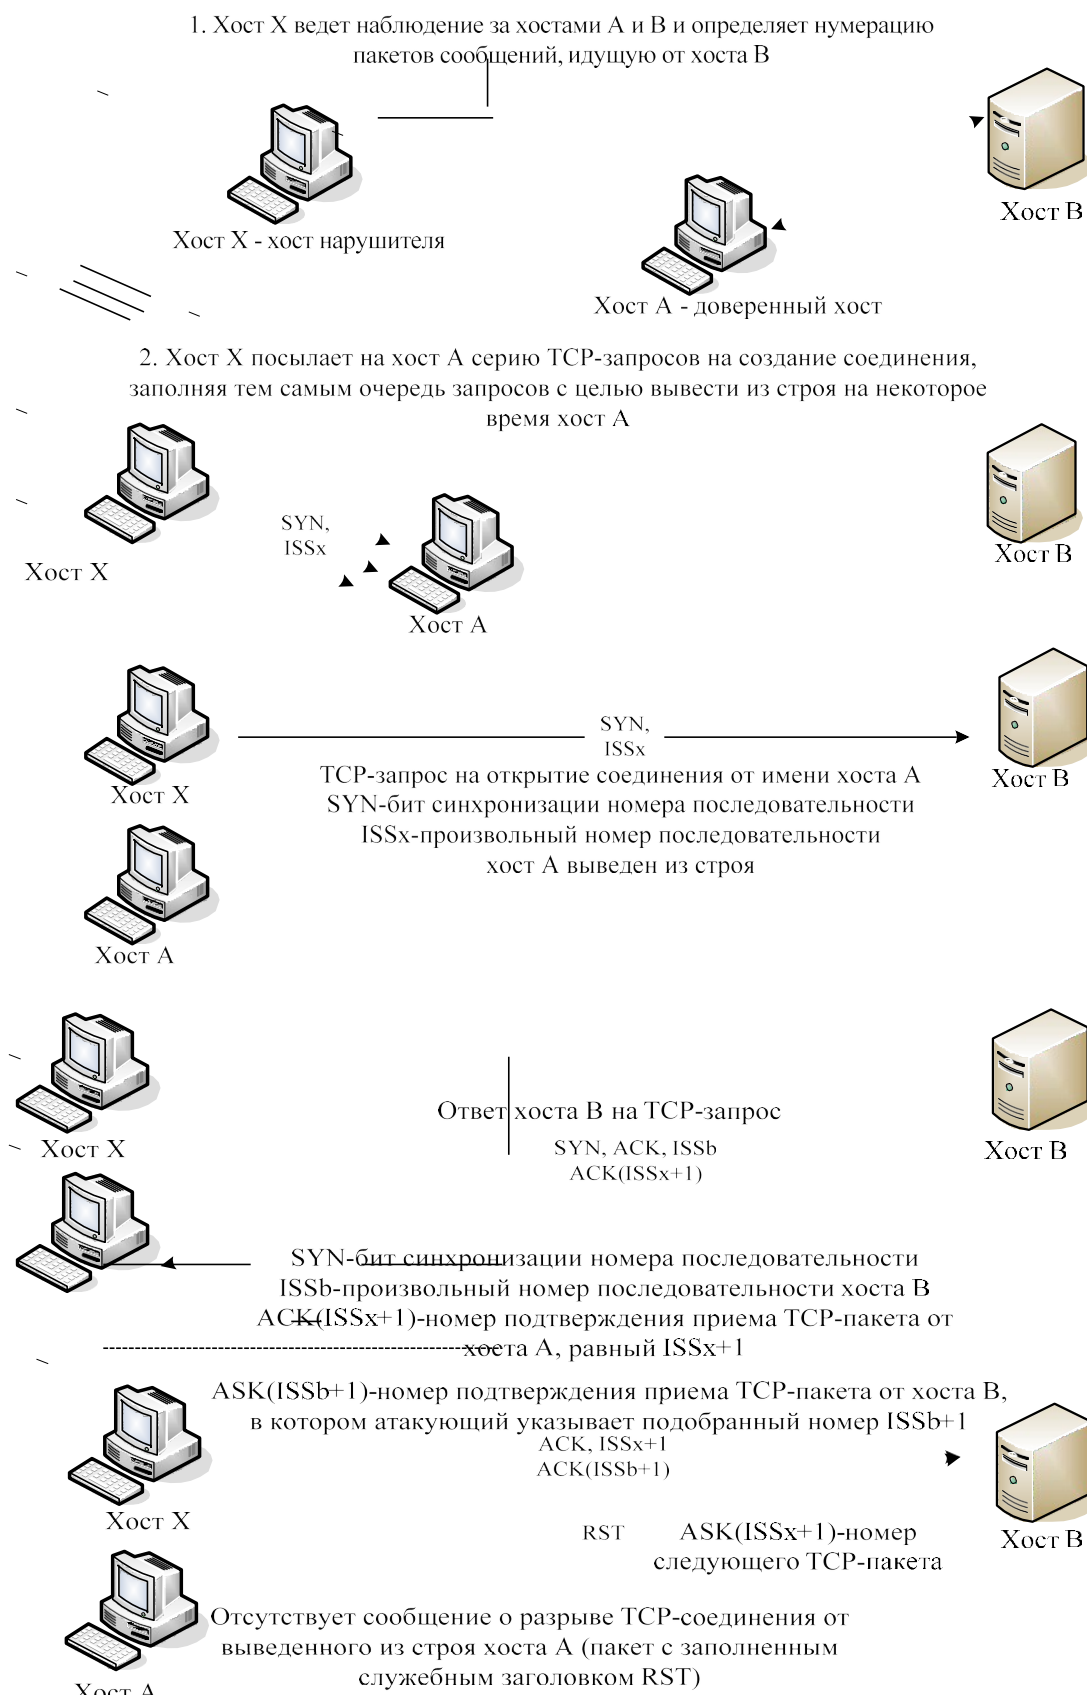 1. Хост X ведет наблюдение за хостами A и B и определяет нумерацию
пакетов сообщений, идущую от хоста B
Хост B
Хост X - хост нарушителя
Хост A - доверенный хост
2. Хост X посылает на хост A серию TCP-запросов на создание соединения,
заполняя тем самым очередь запросов с целью вывести из строя на некоторое
время хост A
SYN,
ISSx
Хост B
Хост X
Хост A
SYN,
ISSx
TCP-запрос на открытие соединения от имени хоста A
Хост B
Хост X
SYN-бит синхронизации номера последовательности
ISSx-произвольный номер последовательности
хост A выведен из строя
Хост A
Ответ хоста B на TCP-запрос
Хост X
SYN, ACK, ISSb
Хост B
ACK(ISSx+1)
SYN-бит синхронизации номера последовательности
ISSb-произвольный номер последовательности хоста B
ACK(ISSx+1)-номер подтверждения приема TCP-пакета от
хоста A, равный ISSx+1
ASK(ISSb+1)-номер подтверждения приема TCP-пакета от хоста B,
в котором атакующий указывает подобранный номер ISSb+1
ACK, ISSx+1
ACK(ISSb+1)
Хост X
RST
ASK(ISSx+1)-номер
следующего TCP-пакета
Хост B
Отсутствует сообщение о разрыве TCP-соединения от
выведенного из строя хоста A (пакет с заполненным
служебным заголовком RST)
Хост A